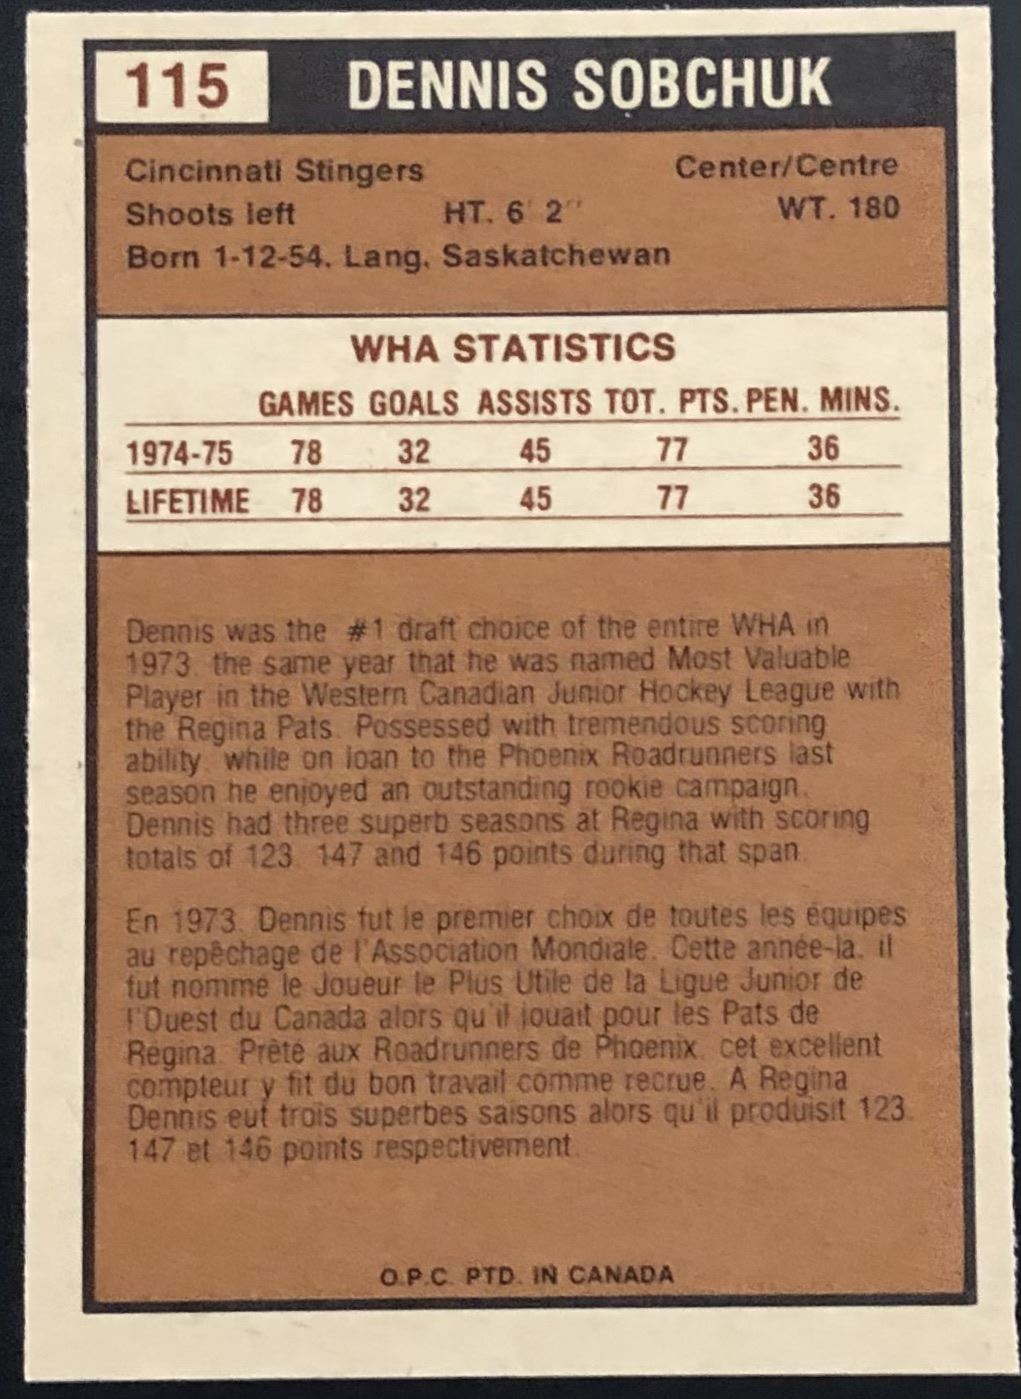 115 DENNIS SOBCHUK
Cincinnati Stingers Center/Centre
Shoots left HT. 6' 2" WT. 180
Born 1-12-54, Lang, Saskatchewan
WHA STATISTICS
GAMES GOALS ASSISTS TOT. PTS. PEN. MINS.
1974-75 78 32 45 77 36
LIFETIME 78 32 45 77 36
Dennis was the #1 draft choice of the entire WHA in
1973, the same year that he was named Most Valuable
Player in the Western Canadian Junior Hockey League with
the Regina Pats. Possessed with tremendous scoring
ability, while on loan to the Phoenix Roadrunners last
season he enjoyed an outstanding rookie campaign.
Dennis had three superb seasons at Regina with scoring
totals of 123, 147 and 146 points during that span.
En 1973, Dennis fut le premier choix de toutes les équipes
au repêchage de l'Association Mondiale. Cette année-la, il
fut nommé le Joueur le Plus Utile de la Ligue Junior de
l'Ouest du Canada alors qu'il jouait pour les Pats de
Régina. Prêté aux Roadrunners de Phoenix, cet excellent
compteur y fit du bon travail comme recrue. A Regina
Dennis eut trois superbes saisons alors qu'il produisit 123,
147 et 146 points respectivement.
O.P.C. PTD. IN CANADA